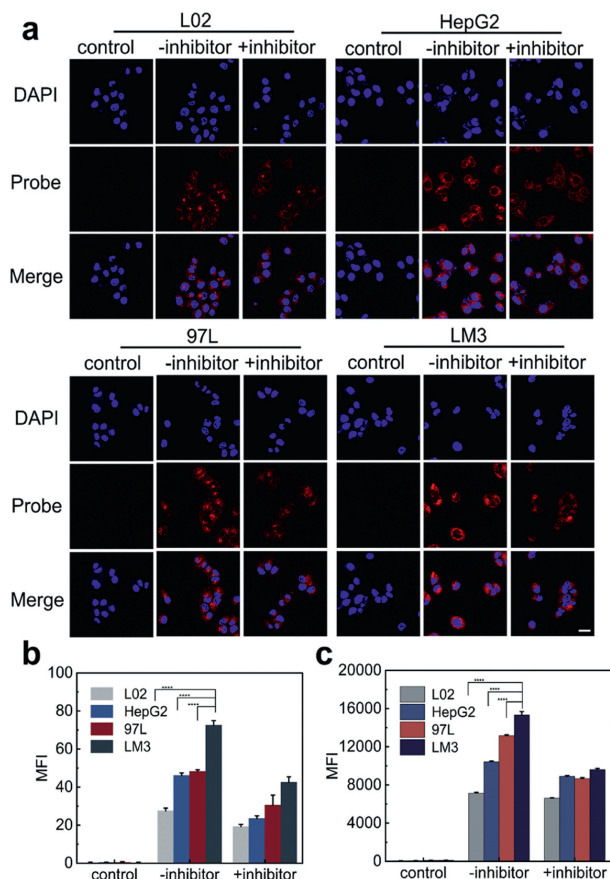 a
L02
HepG2
control -inhibitor +inhibitor control -inhibitor +inhibitor
DAPI
Probe
Merge
97L
LM3
control -inhibitor +inhibitor control -inhibitor +inhibitor
DAPI
Probe
Merge
b
100
80
60
40
20
0
MFI
L02
HepG2
97L
LM3
****
****
****
control -inhibitor +inhibitor
c
20000
16000
12000
8000
4000
0
MFI
L02
HepG2
97L
LM3
****
****
****
control -inhibitor +inhibitor